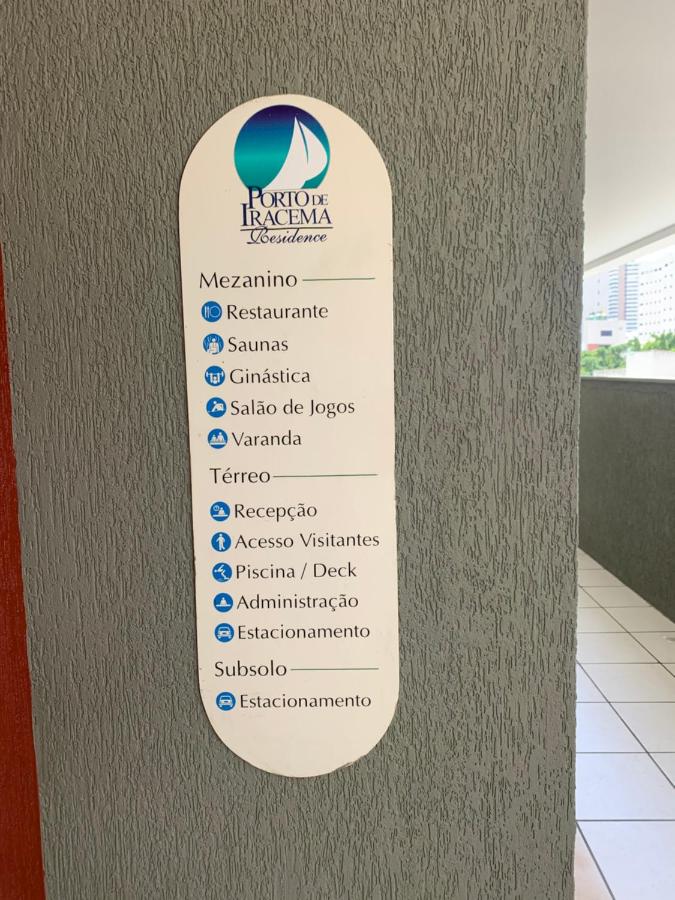 PORTO DE
IRACEMA
Residence
Mezanino
Restaurante
Saunas
Ginástica
Salão de Jogos
Varanda
Térreo
Recepção
Acesso Visitantes
Piscina / Deck
Administração
Estacionamento
Subsolo
Estacionamento